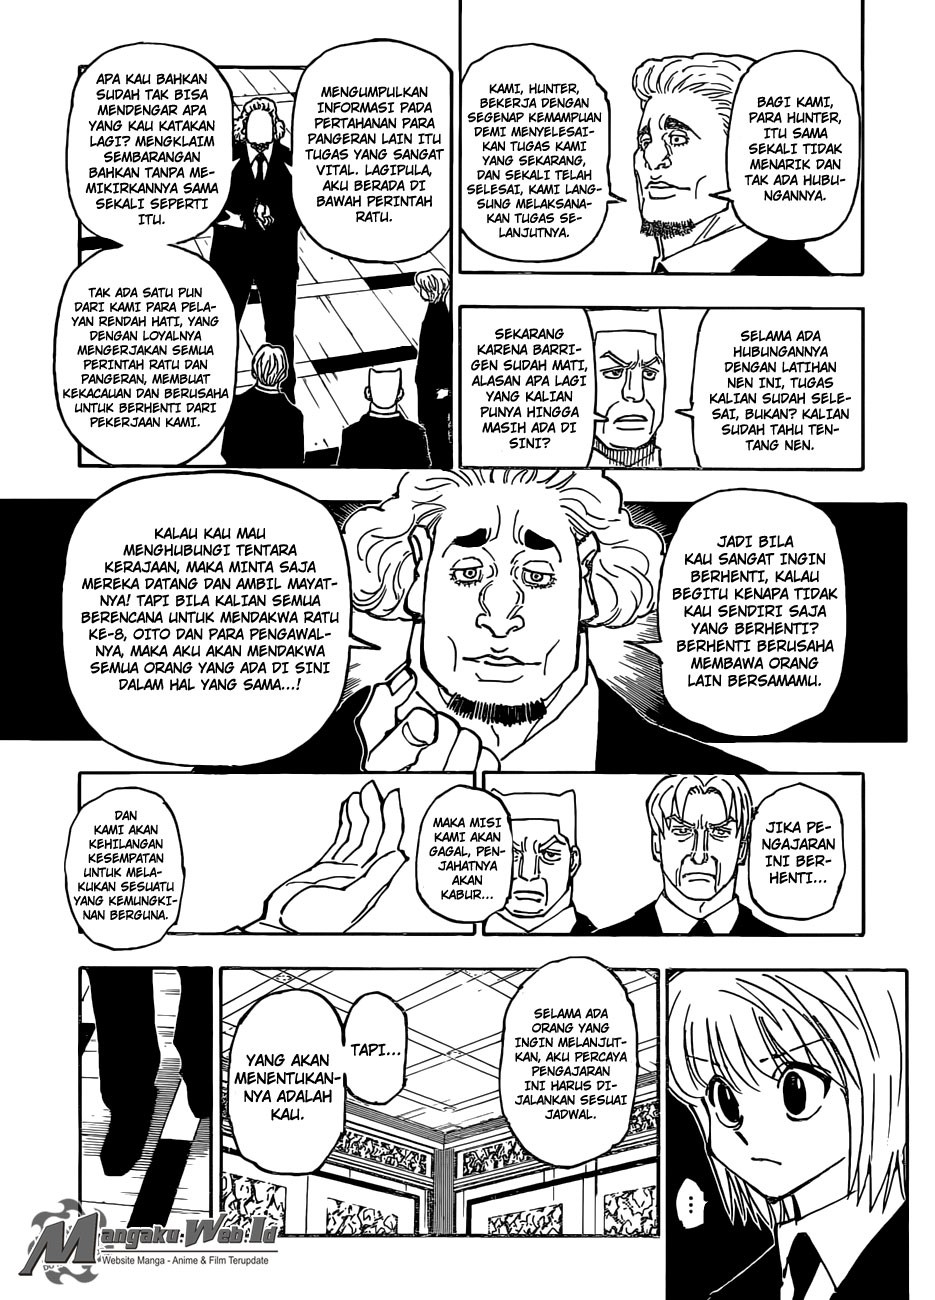 BAGI KAMI,
PARA HUNTER,
ITU SAMA
SEKALI TIDAK
MENARIK DAN
TAK ADA HUBU-
NGANNYA.
KAMI, HUNTER,
BEKERJA DENGAN
SEGENAP KEMAMPUAN
DEMI MENYELESAI-
KAN TUGAS KAMI
YANG SEKARANG,
DAN SEKALI TELAH
SELESAI, KAMI LANG-
SUNG MELAKSANA-
KAN TUGAS SE-
LANJUTNYA.
MENGUMPULKAN
INFORMASI PADA
PERTAHANAN PARA
PANGERAN LAIN ITU
TUGAS YANG SANGAT
VITAL. LAGIPULA,
AKU BERADA DI
BAWAH PERINTAH
RATU.
APA KAU BAHKAN
SUDAH TAK BISA
MENDENGAR APA
YANG KAU KATAKAN
LAGI? MENGKLAIM
SEMBARANGAN
BAHKAN TANPA ME-
MIKIRKANNYA SAMA
SEKALI SEPERTI
ITU.
TAK ADA SATU PUN
DARI KAMI PARA PELA-
YAN RENDAH HATI, YANG
DENGAN LOYALNYA
MENGERJAKAN SEMUA
PERINTAH RATU DAN
PANGERAN, MEMBUAT
KEKACAUAN DAN BERUSAHA
UNTUK BERHENTI DARI
PEKERJAAN KAMI.
SELAMA ADA
HUBUNGANNYA
DENGAN LATIHAN
NEN INI, TUGAS
KALIAN SUDAH SELE-
SAI, BUKAN? KALIAN
SUDAH TAHU TEN-
TANG NEN.
SEKARANG
KARENA BARRI-
GEN SUDAH MATI,
ALASAN APA LAGI
YANG KALIAN
PUNYA HINGGA
MASIH ADA DI
SINI?
JADI BILA
KAU SANGAT INGIN
BERHENTI, KALAU
BEGITU KENAPA TIDAK
KAU SENDIRI SAJA
YANG BERHENTI?
BERHENTI BERUSAHA
MEMBAWA ORANG
LAIN BERSAMAMU.
KALAU KAU MAU
MENGHUBUNGI TENTARA
KERAJAAN, MAKA MINTA SAJA
MEREKA DATANG DAN AMBIL MAYAT-
NYA! TAPI BILA KALIAN SEMUA
BERENCANA UNTUK MENDAKWA RATU
KE-8, OITO DAN PARA PENGAWAL-
NYA, MAKA AKU AKAN MENDAKWA
SEMUA ORANG YANG ADA DI SINI
DALAM HAL YANG SAMA...!
JIKA PE-
NGAJARAN
INI BER-
HENTI...
MAKA MISI
KAMI AKAN
GAGAL, PEN-
JAHATNYA
AKAN
KABUR...
DAN
KAMI AKAN
KEHILANGAN
KESEMPATAN
UNTUK MELA-
KUKAN SESUATU
YANG KEMUNGKI-
NAN BERGUNA.
...
SELAMA ADA
ORANG YANG
INGIN MELANJUT-
KAN, AKU PERCAYA
PENGAJARAN
INI HARUS DI-
JALANKAN SESUAI
JADWAL.
TAPI...
YANG AKAN
MENENTUKAN-
NYA ADALAH
KAU.
Mangaku.Web.Id
Website Manga - Anime & Film Terupdate